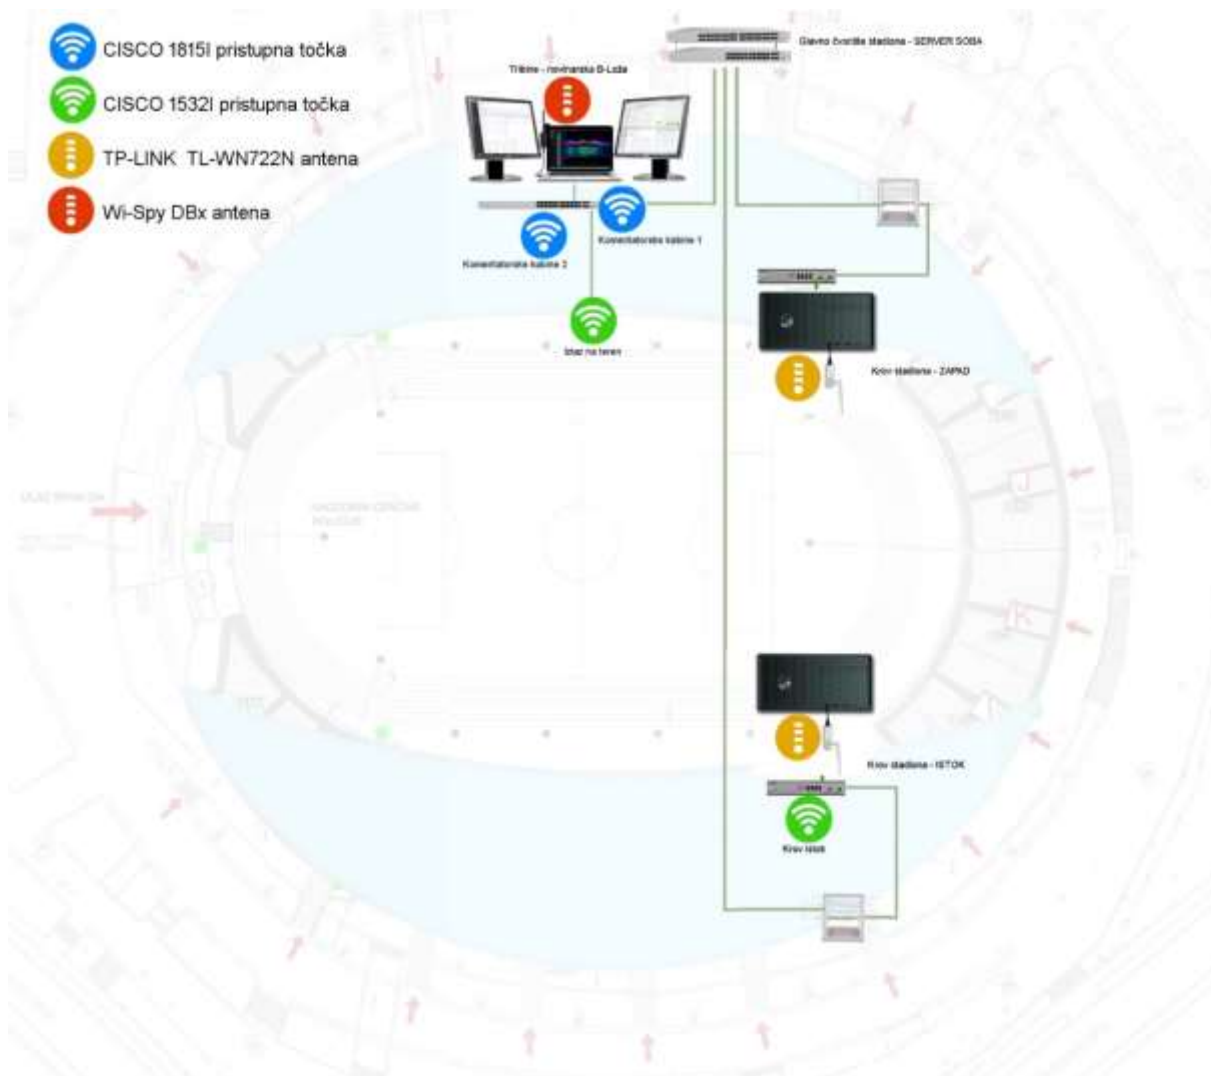 CISCO 1815I pristupna točka
CISCO 1532I pristupna točka
TP-LINK TL-WN722N antena
Wi-Spy DBx antena
Glavno čvorište stadiona - SERVER SOBA
Tribine - novinarska B-Loža
Komentatorske kabine 1
Komentatorske kabine 2
Izlaz na teren
Krov stadiona - ZAPAD
J
K
Krov stadiona - ISTOK
Krov istok